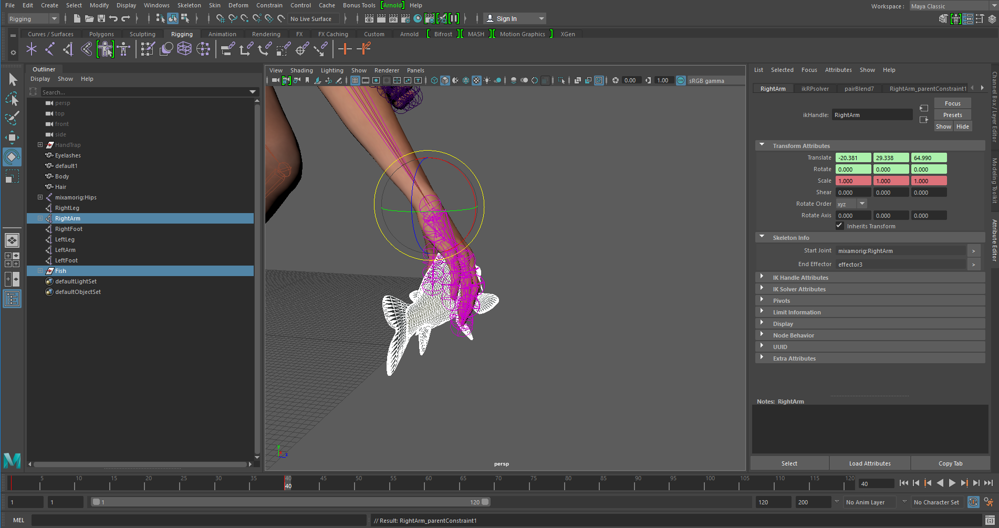 File Edit Create Select Modify Display Windows Skeleton Skin Deform Constrain Control Cache Bonus Tools Arnold Help
Workspace : Maya Classic
Rigging No Live Surface Sign In
Curves / Surfaces Polygons Sculpting Rigging Animation Rendering FX FX Caching Custom Arnold Bifrost MASH Motion Graphics XGen
Outliner
Display Show Help
Search...
persp
top
front
side
HandTrap
Eyelashes
default1
Body
Hair
mixamorig:Hips
RightLeg
RightArm
RightFoot
LeftLeg
LeftArm
LeftFoot
Fish
defaultLightSet
defaultObjectSet
View Shading Lighting Show Renderer Panels
IPR
0.00 1.00 ON sRGB gamma
y
z
persp
List Selected Focus Attributes Show Help
RightArm ikRPsolver pairBlend7 RightArm_parentConstraint1
ikHandle: RightArm
Focus
Presets
Show Hide
Transform Attributes
Translate -20.381 29.338 64.990
Rotate 0.000 0.000 0.000
Scale 1.000 1.000 1.000
Shear 0.000 0.000 0.000
Rotate Order xyz
Rotate Axis 0.000 0.000 0.000
Inherits Transform
Skeleton Info
Start Joint mixamorig:RightArm >
End Effector effector3 >
IK Handle Attributes
IK Solver Attributes
Pivots
Limit Information
Display
Node Behavior
UUID
Extra Attributes
Notes: RightArm
Select Load Attributes Copy Tab
Channel Box / Layer Editor
Modeling Toolkit
Attribute Editor
5 10 15 20 25 30 35 40 45 50 55 60 65 70 75 80 85 90 95 100 105 110 115 120
40 40
1 1 1 120 120 200 No Anim Layer No Character Set
MEL // Result: RightArm_parentConstraint1